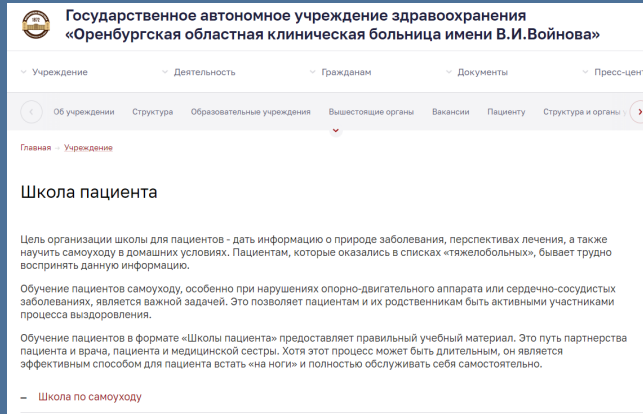 1872
Государственное автономное учреждение здравоохранения
«Оренбургская областная клиническая больница имени В.И.Войнова»
Учреждение Деятельность Гражданам Документы Пресс-цент
Об учреждении Структура Образовательные учреждения Вышестоящие органы Вакансии Пациенту Структура и органы у
Главная → Учреждение
Школа пациента
Цель организации школы для пациентов - дать информацию о природе заболевания, перспективах лечения, а также
научить самоуходу в домашних условиях. Пациентам, которые оказались в списках «тяжелобольных», бывает трудно
воспринять данную информацию.
Обучение пациентов самоуходу, особенно при нарушениях опорно-двигательного аппарата или сердечно-сосудистых
заболеваниях, является важной задачей. Это позволяет пациентам и их родственникам быть активными участниками
процесса выздоровления.
Обучение пациентов в формате «Школы пациента» предоставляет правильный учебный материал. Это путь партнерства
пациента и врача, пациента и медицинской сестры. Хотя этот процесс может быть длительным, он является
эффективным способом для пациента встать «на ноги» и полностью обслуживать себя самостоятельно.
– Школа по самоуходу